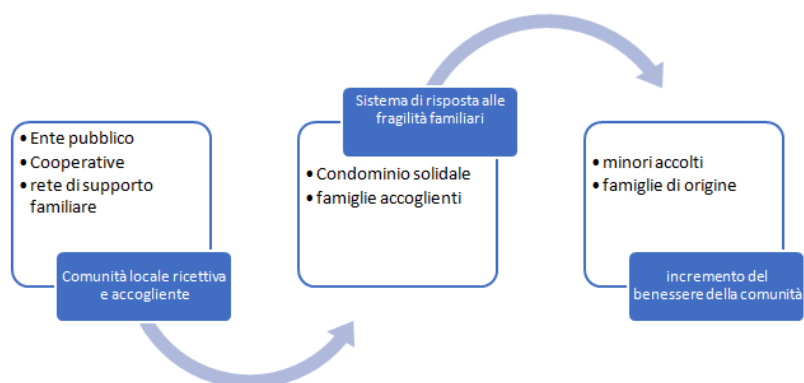 • Ente pubblico
• Cooperative
• rete di supporto
familiare
Comunità locale ricettiva
e accogliente
Sistema di risposta alle
fragilità familiari
• Condominio solidale
• famiglie accoglienti
• minori accolti
• famiglie di origine
incremento del
benessere della comunità